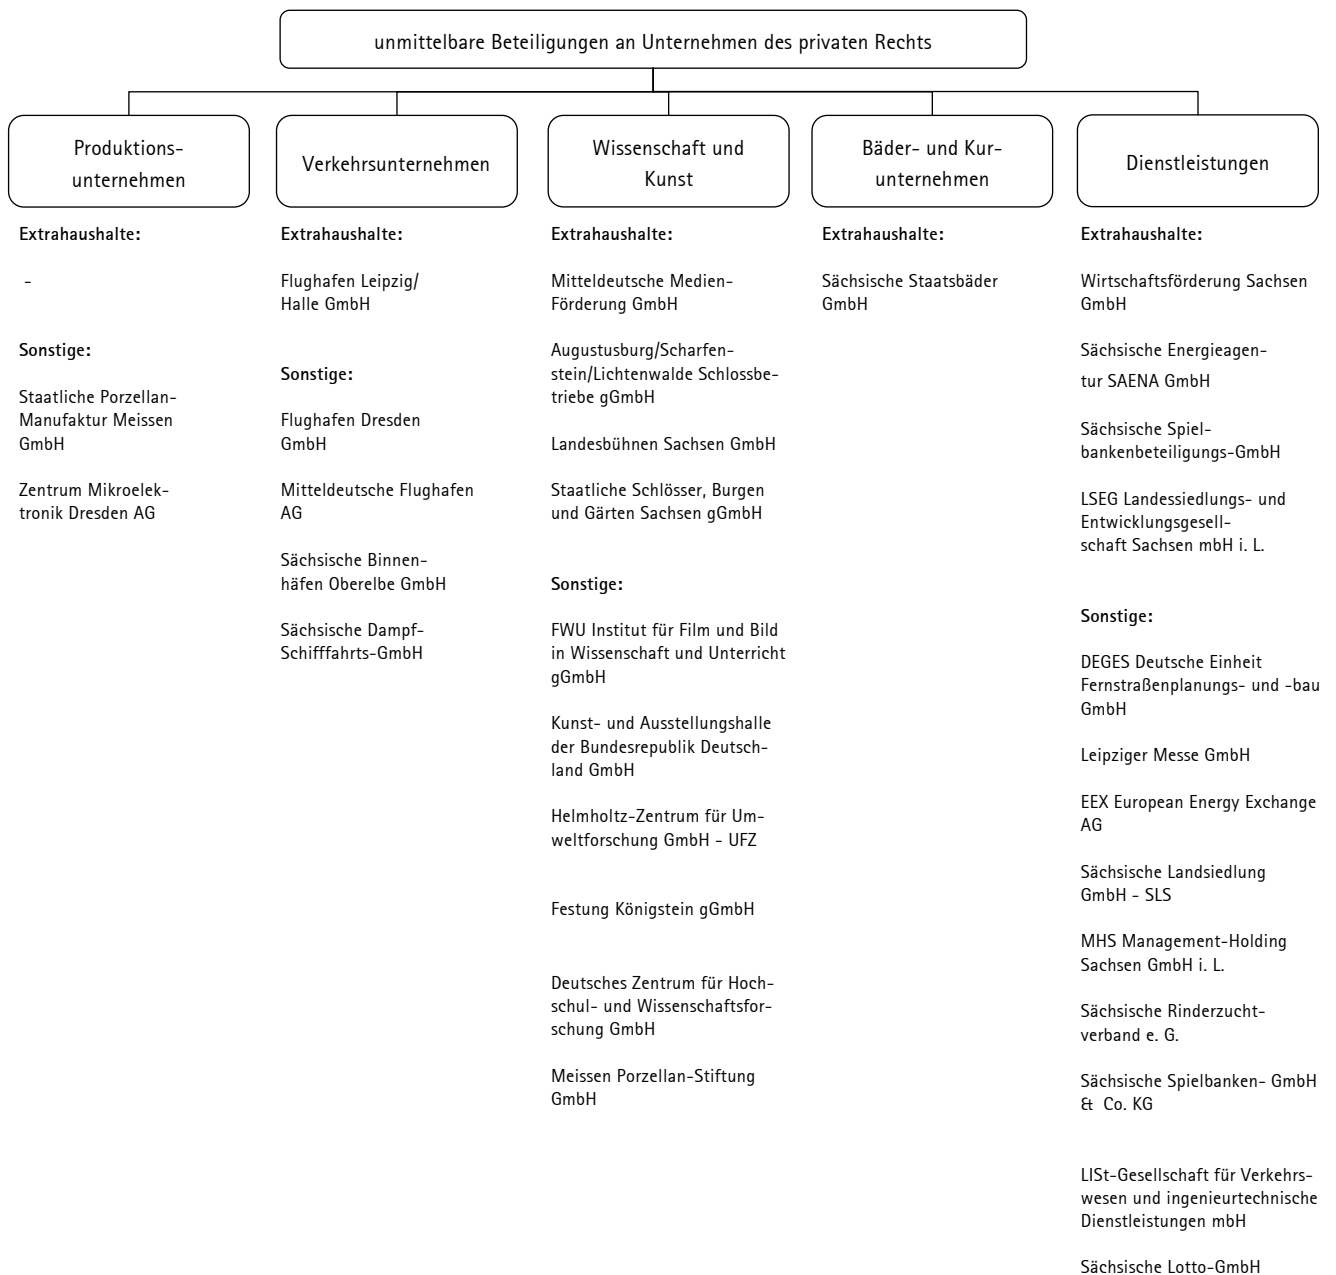 unmittelbare Beteiligungen an Unternehmen des privaten Rechts
Produktions-
unternehmen
Verkehrsunternehmen
Wissenschaft und
Kunst
Bäder- und Kur-
unternehmen
Dienstleistungen
Extrahaushalte:
-
Sonstige:
Staatliche Porzellan-
Manufaktur Meissen
GmbH
Zentrum Mikroelek-
tronik Dresden AG
Extrahaushalte:
Flughafen Leipzig/
Halle GmbH
Sonstige:
Flughafen Dresden
GmbH
Mitteldeutsche Flughafen
AG
Sächsische Binnen-
häfen Oberelbe GmbH
Sächsische Dampf-
Schifffahrts-GmbH
Extrahaushalte:
Mitteldeutsche Medien-
Förderung GmbH
Augustusburg/Scharfen-
stein/Lichtenwalde Schlossbe-
triebe gGmbH
Landesbühnen Sachsen GmbH
Staatliche Schlösser, Burgen
und Gärten Sachsen gGmbH
Sonstige:
FWU Institut für Film und Bild
in Wissenschaft und Unterricht
gGmbH
Kunst- und Ausstellungshalle
der Bundesrepublik Deutsch-
land GmbH
Helmholtz-Zentrum für Um-
weltforschung GmbH - UFZ
Festung Königstein gGmbH
Deutsches Zentrum für Hoch-
schul- und Wissenschaftsfor-
schung GmbH
Meissen Porzellan-Stiftung
GmbH
Extrahaushalte:
Sächsische Staatsbäder
GmbH
Extrahaushalte:
Wirtschaftsförderung Sachsen
GmbH
Sächsische Energieagen-
tur SAENA GmbH
Sächsische Spiel-
bankenbeteiligungs-GmbH
LSEG Landessiedlungs- und
Entwicklungsgesell-
schaft Sachsen mbH i. L.
Sonstige:
DEGES Deutsche Einheit
Fernstraßenplanungs- und -bau
GmbH
Leipziger Messe GmbH
EEX European Energy Exchange
AG
Sächsische Landsiedlung
GmbH - SLS
MHS Management-Holding
Sachsen GmbH i. L.
Sächsische Rinderzucht-
verband e. G.
Sächsische Spielbanken- GmbH
& Co. KG
LISt-Gesellschaft für Verkehrs-
wesen und ingenieurtechnische
Dienstleistungen mbH
Sächsische Lotto-GmbH